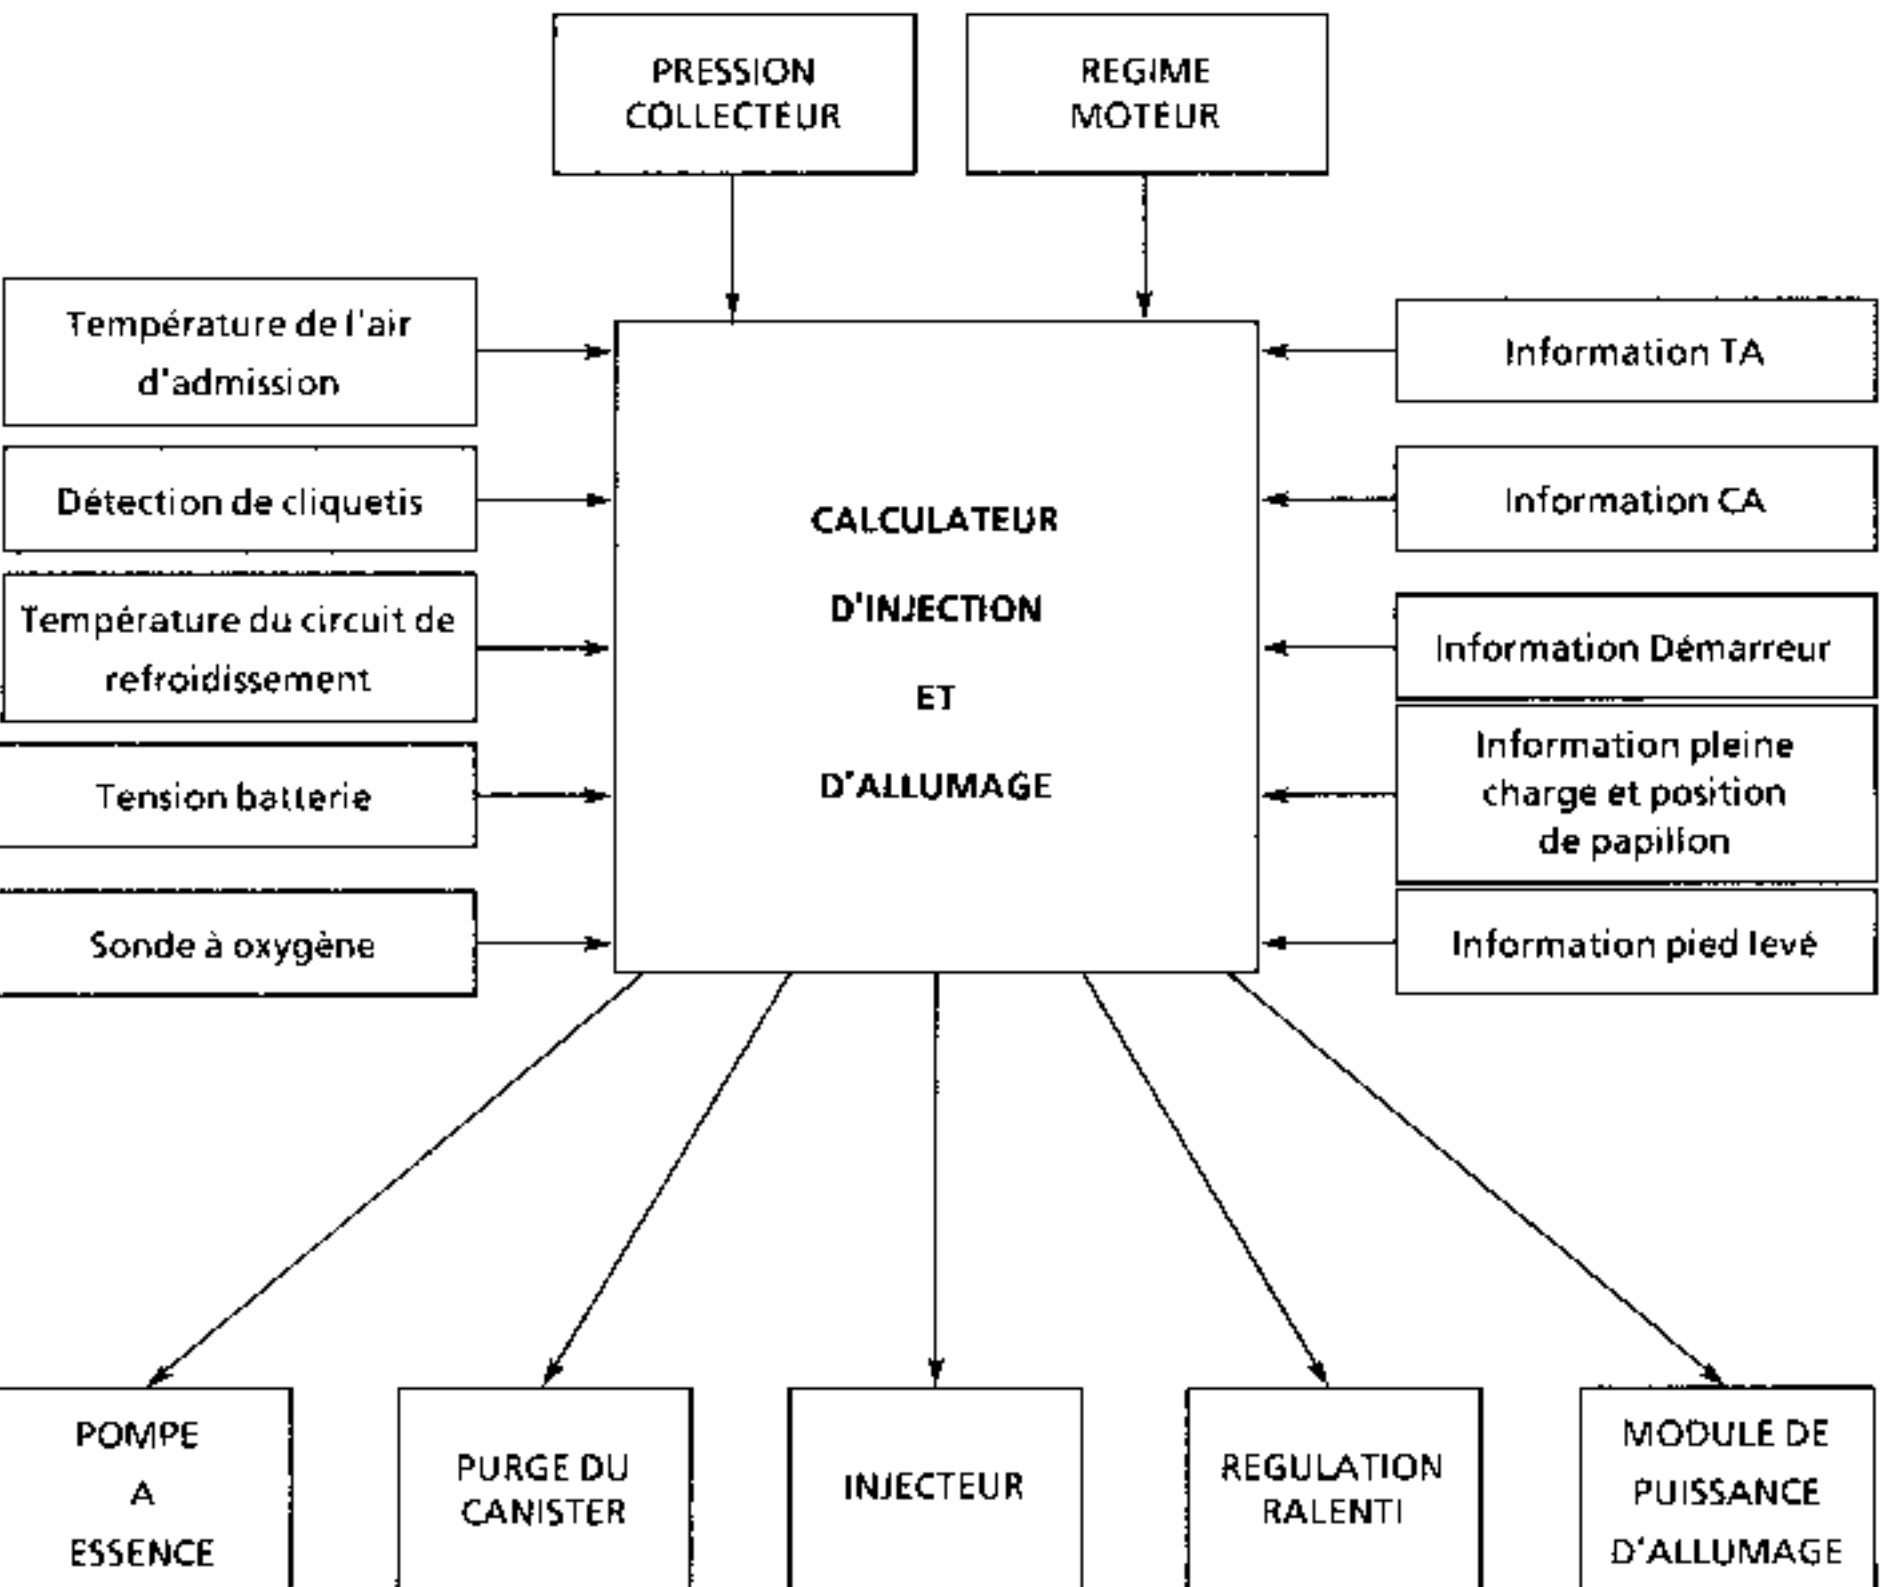 PRESSION
COLLECTEUR
REGIME
MOTEUR
Température de l'air
d'admission
Détection de cliquetis
Température du circuit de
refroidissement
Tension batterie
Sonde à oxygène
CALCULATEUR
D'INJECTION
ET
D'ALLUMAGE
Information TA
Information CA
Information Démarreur
Information pleine
charge et position
de papillon
Information pied levé
POMPE
A
ESSENCE
PURGE DU
CANISTER
INJECTEUR
REGULATION
RALENTI
MODULE DE
PUISSANCE
D'ALLUMAGE